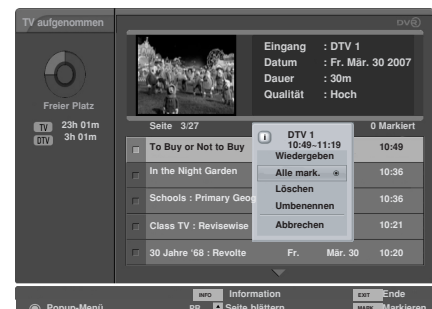 TV aufgenommen
DVR
Eingang : DTV 1
Datum : Fr. Mär. 30 2007
Dauer : 30m
Qualität : Hoch
Freier Platz
TV 23h 01m
DTV 3h 01m
Seite 3/27
0 Markiert
i DTV 1
10:49~11:19
Wiedergeben
Alle mark.
Löschen
Umbenennen
Abbrechen
To Buy or Not to Buy 10:49
In the Night Garden 10:36
Schools : Primary Geog 10:36
Class TV : Revisewise 10:21
30 Jahre '68 : Revolte Fr. Mär. 30 10:20
INFO Information EXIT Ende
Popup-Menü PR Seite blättern MARK Markieren